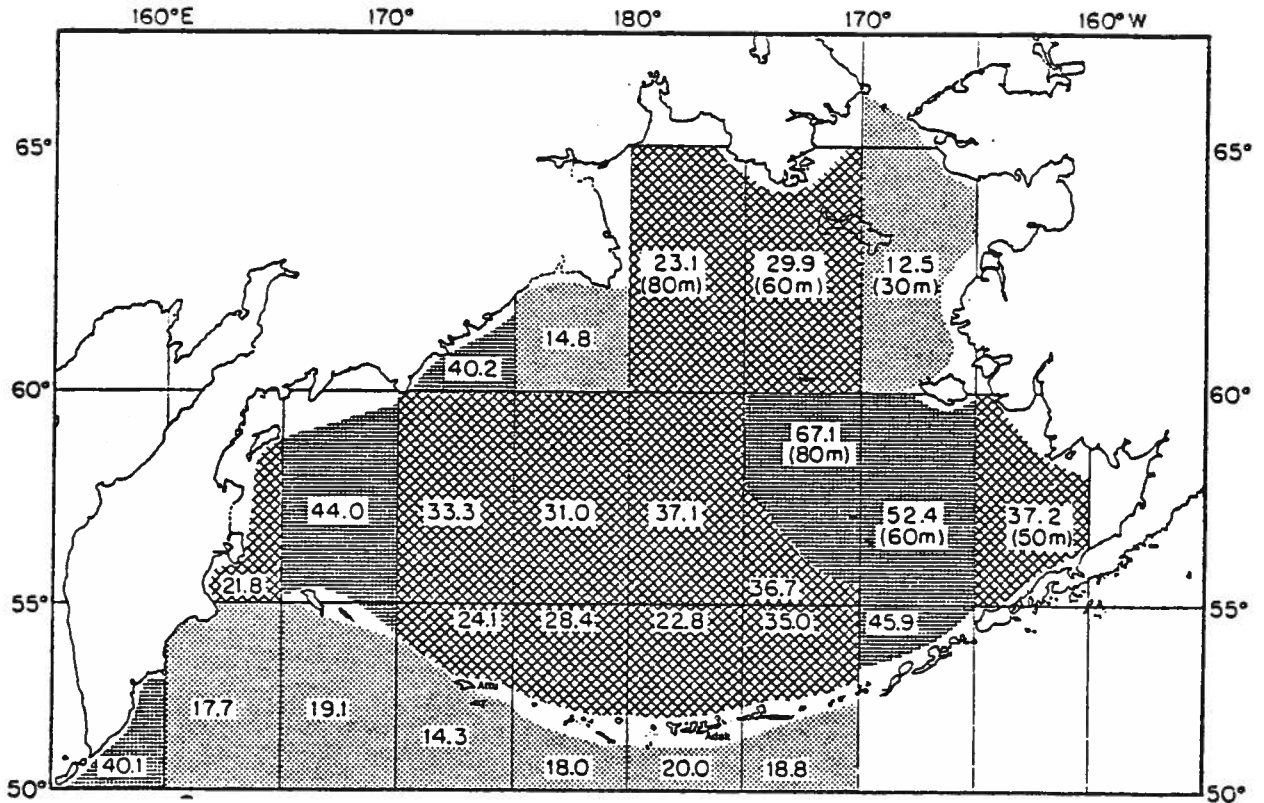 160°E 170° 180° 170° 160°W
65° 65°
23.1 29.9 12.5
(80m) (60m) (30m)
14.8
40.2
60° 60°
67.1
(80m)
44.0 33.3 31.0 37.1 52.4 37.2
(60m) (50m)
21.8 36.7
55° 55°
24.1 28.4 22.8 35.0 45.9
Attu
17.7 19.1
14.3 Adak
40.1 18.0 20.0 18.8
50° 50°